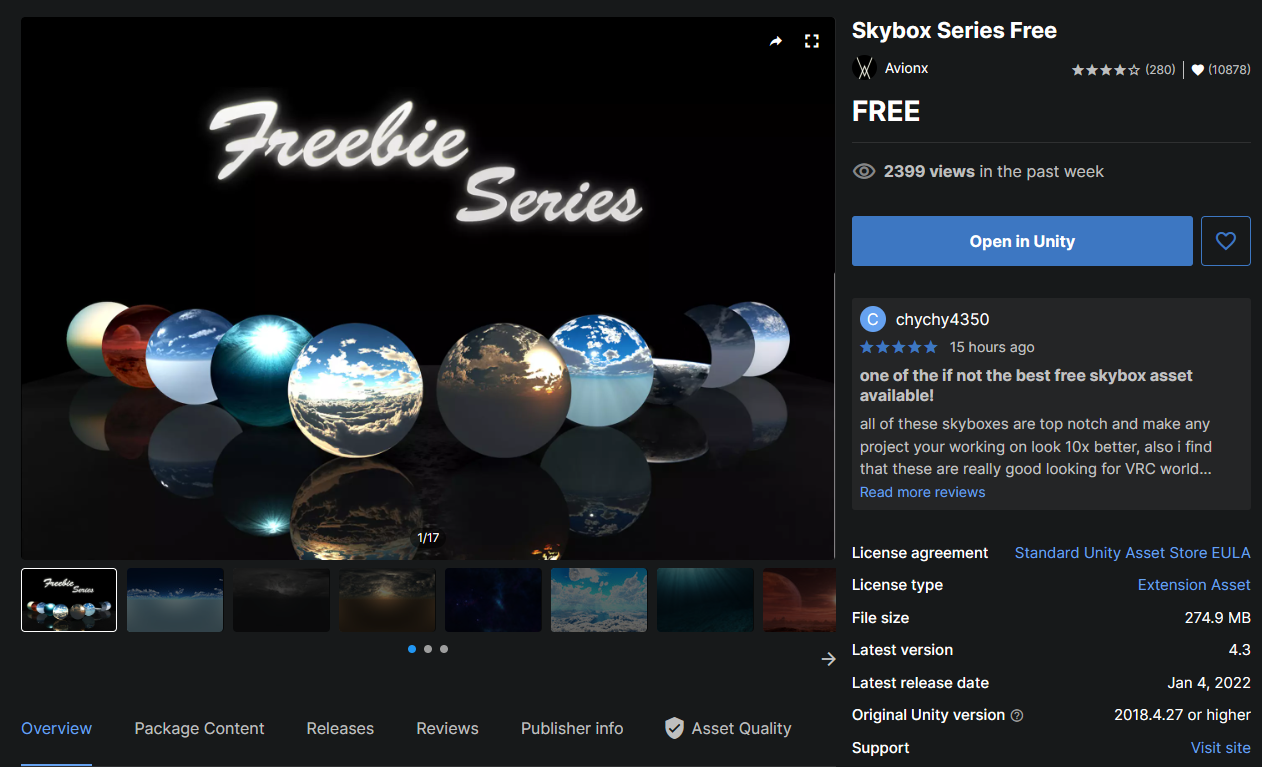 Freebie
Series
1/17
Freebie
Series
Overview
Package Content
Releases
Reviews
Publisher info
Asset Quality
Skybox Series Free
Avionx
(280)
(10878)
FREE
2399 views in the past week
Open in Unity
C
chychy4350
15 hours ago
one of the if not the best free skybox asset
available!
all of these skyboxes are top notch and make any
project your working on look 10x better, also i find
that these are really good looking for VRC world...
Read more reviews
License agreement
Standard Unity Asset Store EULA
License type
Extension Asset
File size
274.9 MB
Latest version
4.3
Latest release date
Jan 4, 2022
Original Unity version
2018.4.27 or higher
Support
Visit site